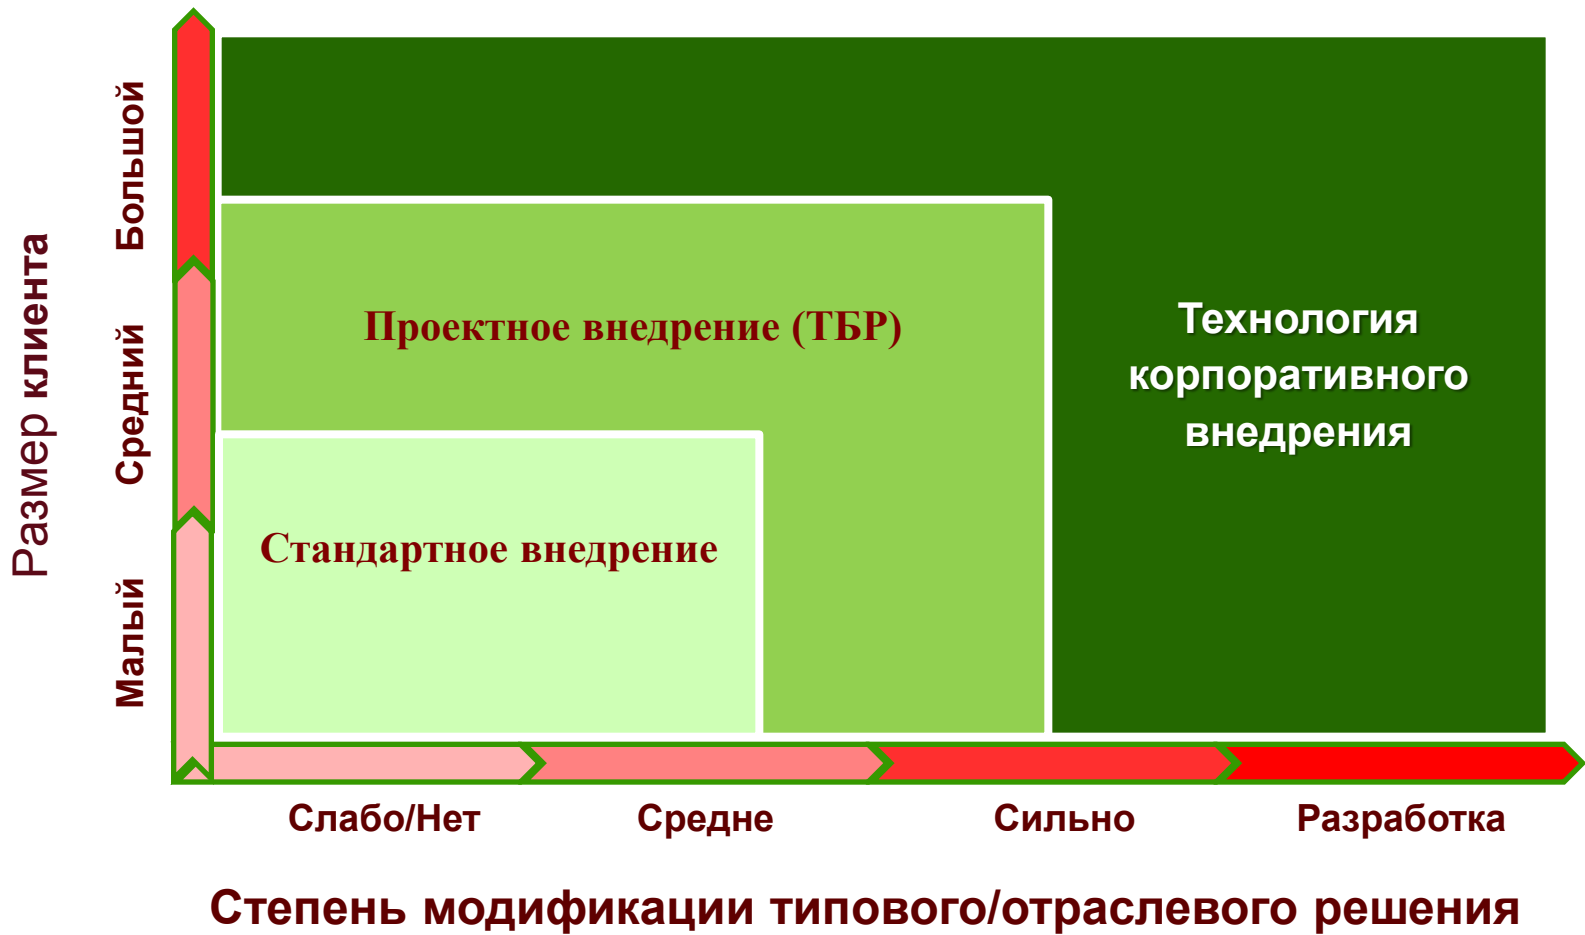 Размер клиента
Большой
Средний
Малый
Проектное внедрение (ТБР)
Стандартное внедрение
Технология
корпоративного
внедрения
Слабо/Нет
Средне
Сильно
Разработка
Степень модификации типового/отраслевого решения